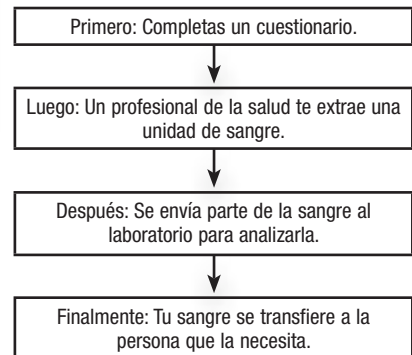 Primero: Completas un cuestionario.
Luego: Un profesional de la salud te extrae una
unidad de sangre.
Después: Se envía parte de la sangre al
laboratorio para analizarla.
Finalmente: Tu sangre se transfiere a la
persona que la necesita.